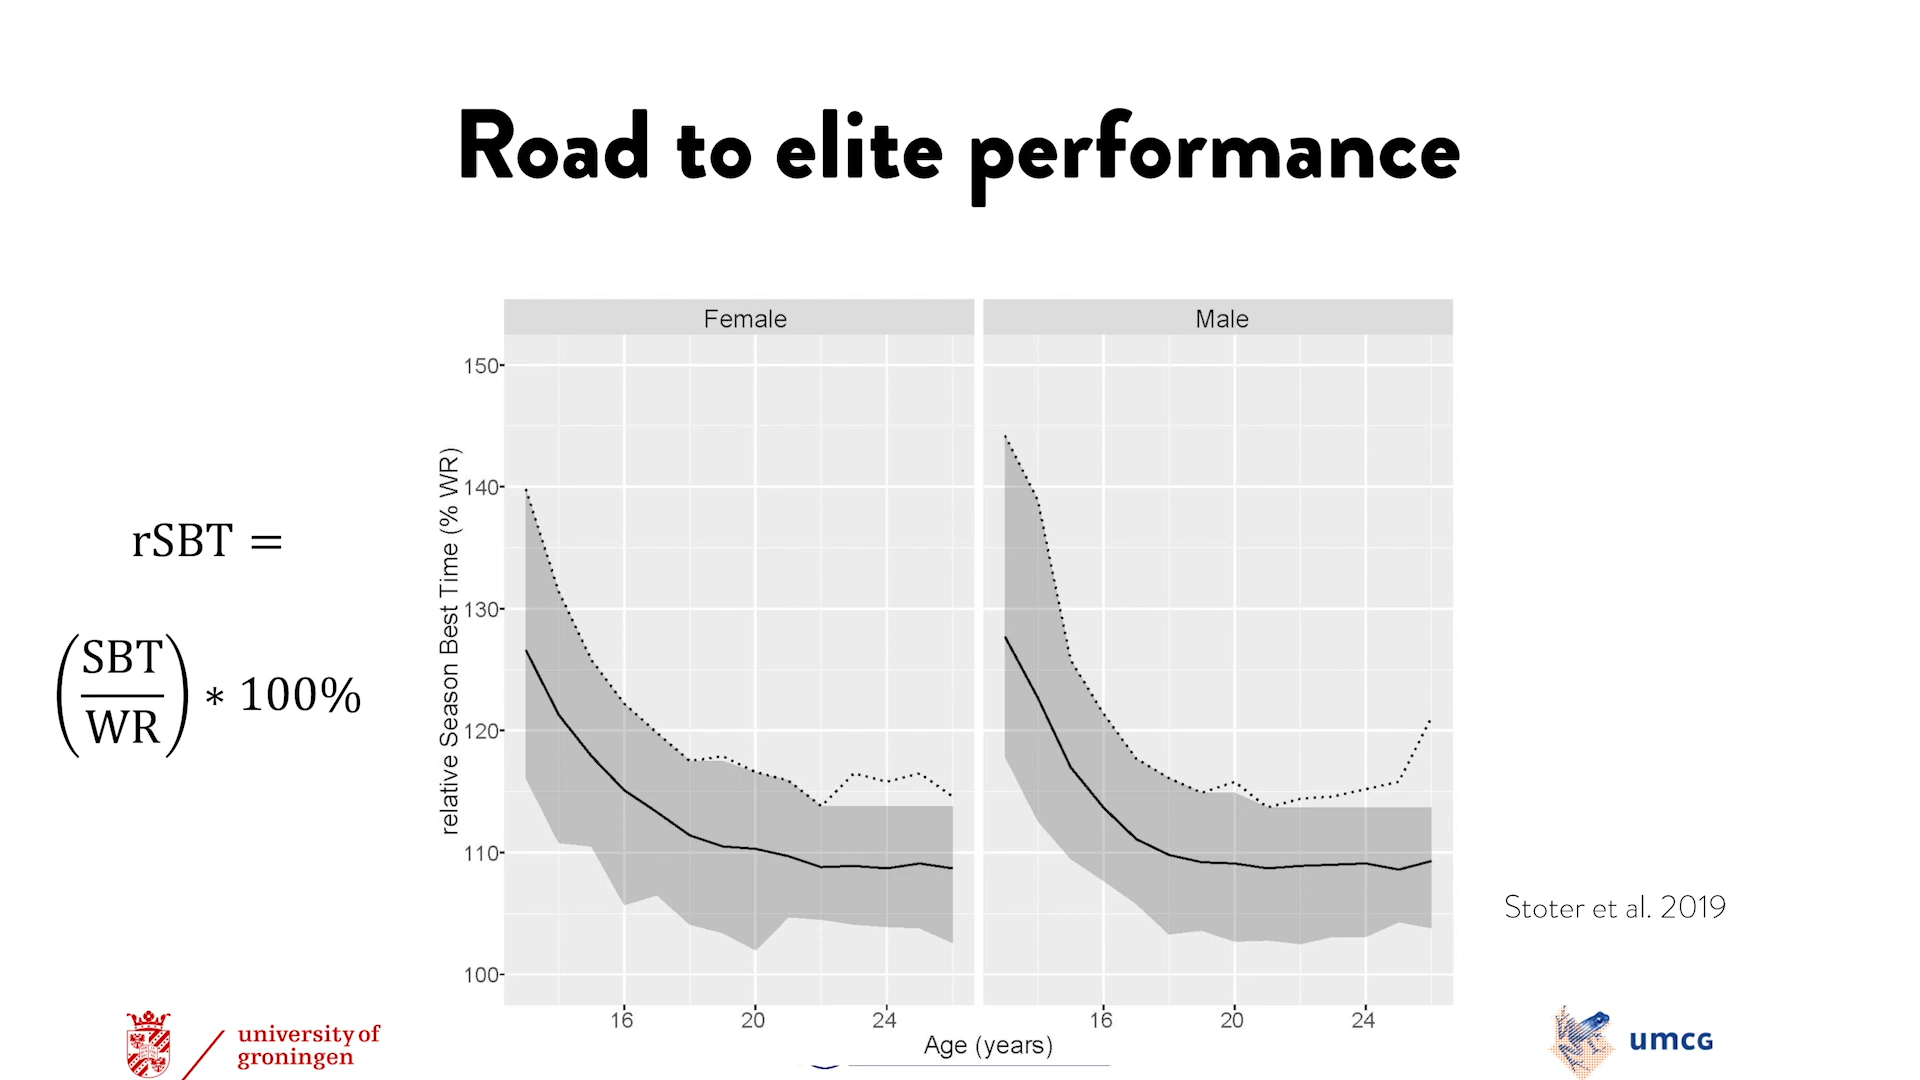 Road to elite performance
rSBT =
(SBT/WR) * 100%
Female
Male
relative Season Best Time (% WR)
150
140
130
120
110
100
16
20
24
16
20
24
Age (years)
Stoter et al. 2019
university of
groningen
umcg